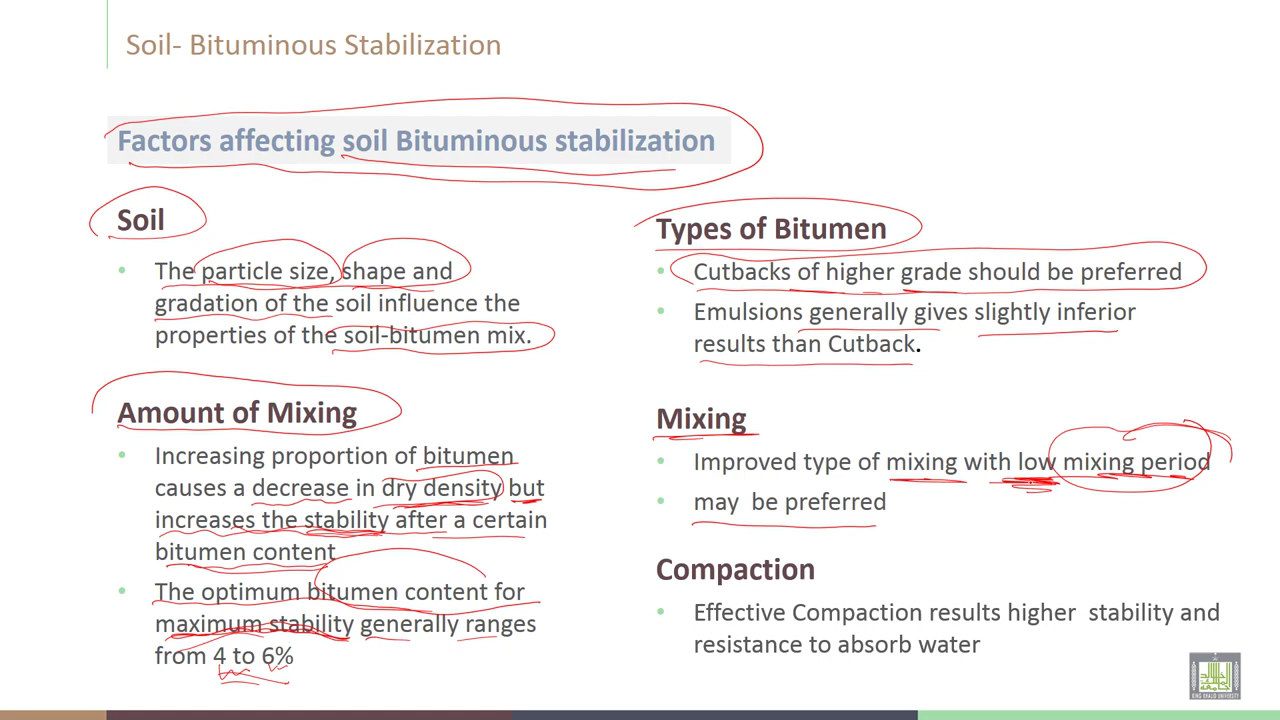 Soil- Bituminous Stabilization
Factors affecting soil Bituminous stabilization
Soil
The particle size, shape and
gradation of the soil influence the
properties of the soil-bitumen mix.
Amount of Mixing
Increasing proportion of bitumen
causes a decrease in dry density but
increases the stability after a certain
bitumen content
The optimum bitumen content for
maximum stability generally ranges
from 4 to 6%
Types of Bitumen
Cutbacks of higher grade should be preferred
Emulsions generally gives slightly inferior
results than Cutback.
Mixing
Improved type of mixing with low mixing period
may be preferred
Compaction
Effective Compaction results higher stability and
resistance to absorb water
KING KHALID UNIVERSITY